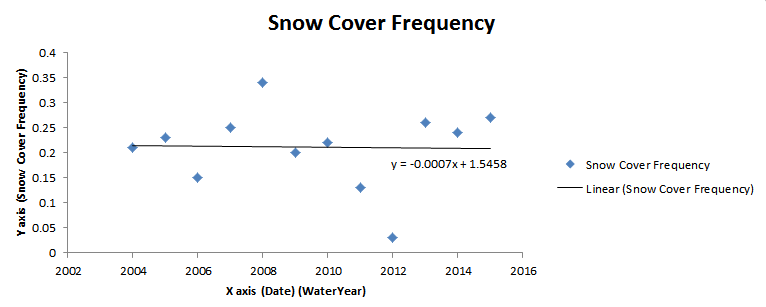 Snow Cover Frequency
Y axis (Snow Cover Frequency)
0.4
0.35
0.3
0.25
0.2
0.15
0.1
0.05
0
y = -0.0007x + 1.5458
2002 2004 2006 2008 2010 2012 2014 2016
X axis (Date) (WaterYear)
Snow Cover Frequency
Linear (Snow Cover Frequency)